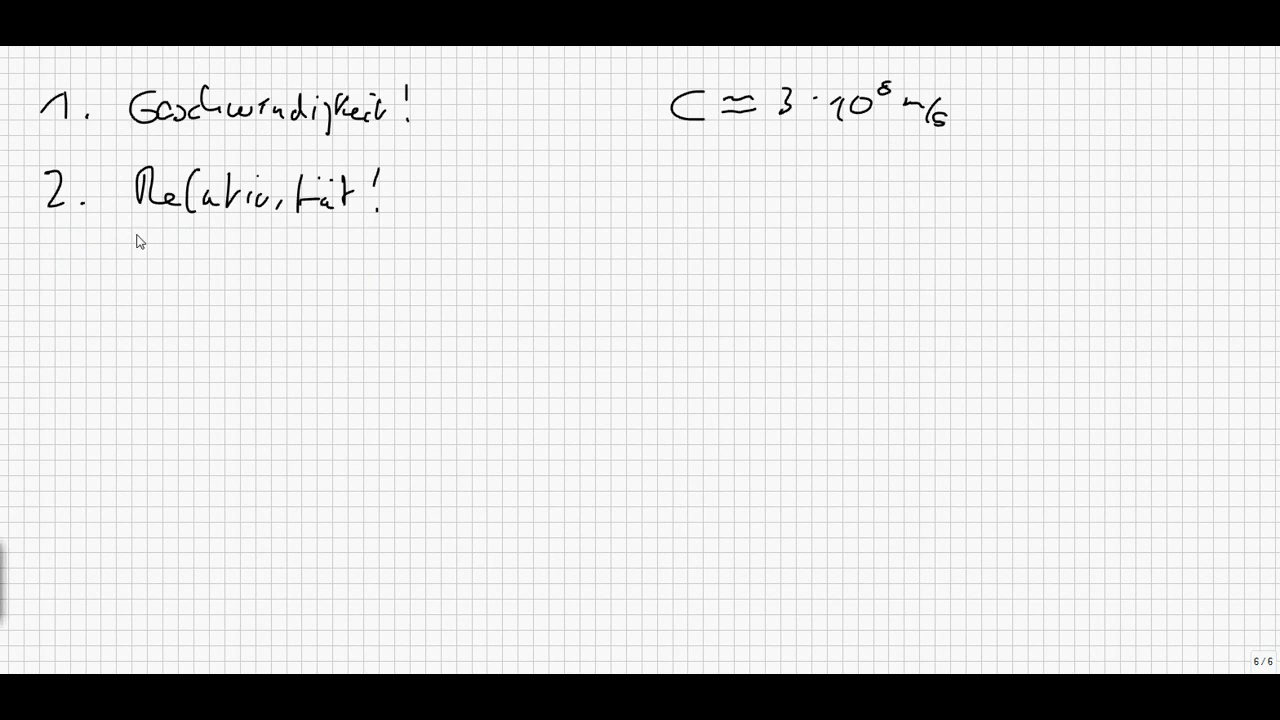 1. Geschwindigkeit! C ≈ 3 · 10⁸ m/s
2. Relativität!
6/6